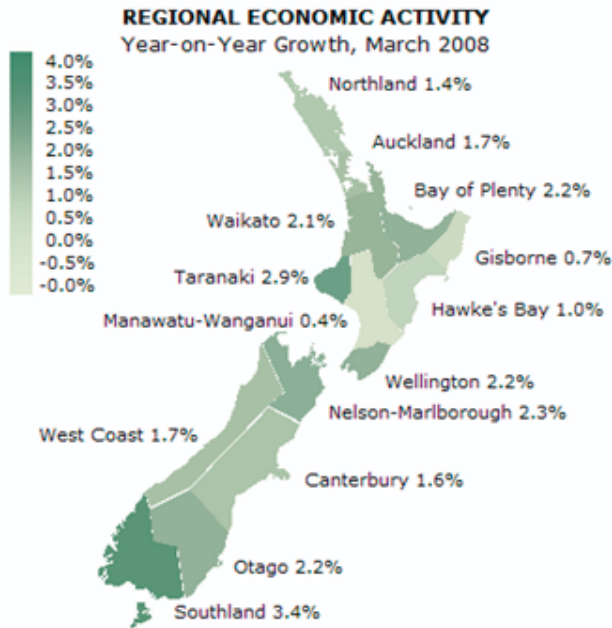 REGIONAL ECONOMIC ACTIVITY
Year-on-Year Growth, March 2008
4.0%
3.5%
3.0%
2.5%
2.0%
1.5%
1.0%
0.5%
0.0%
-0.5%
-0.0%
Northland 1.4%
Auckland 1.7%
Bay of Plenty 2.2%
Waikato 2.1%
Gisborne 0.7%
Taranaki 2.9%
Hawke's Bay 1.0%
Manawatu-Wanganui 0.4%
Wellington 2.2%
Nelson-Marlborough 2.3%
West Coast 1.7%
Canterbury 1.6%
Otago 2.2%
Southland 3.4%